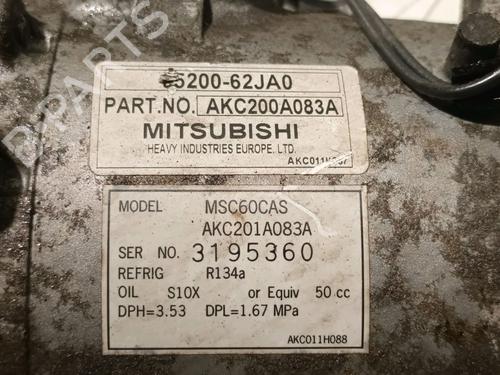 5200-62JA0
PART.NO. AKC200A083A
MITSUBISHI
HEAVY INDUSTRIES EUROPE. LTD.
MODEL MSC60CAS
AKC201A083A
SER NO. 3195360
REFRIG R134a
OIL S10X or Equiv 50 cc
DPH=3.53 DPL=1.67 MPa
AKC011H088